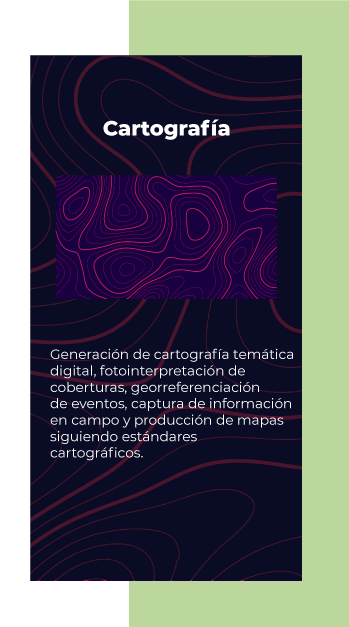 Cartografía
Generación de cartografía temática
digital, fotointerpretación de
coberturas, georreferenciación
de eventos, captura de información
en campo y producción de mapas
siguiendo estándares
cartográficos.